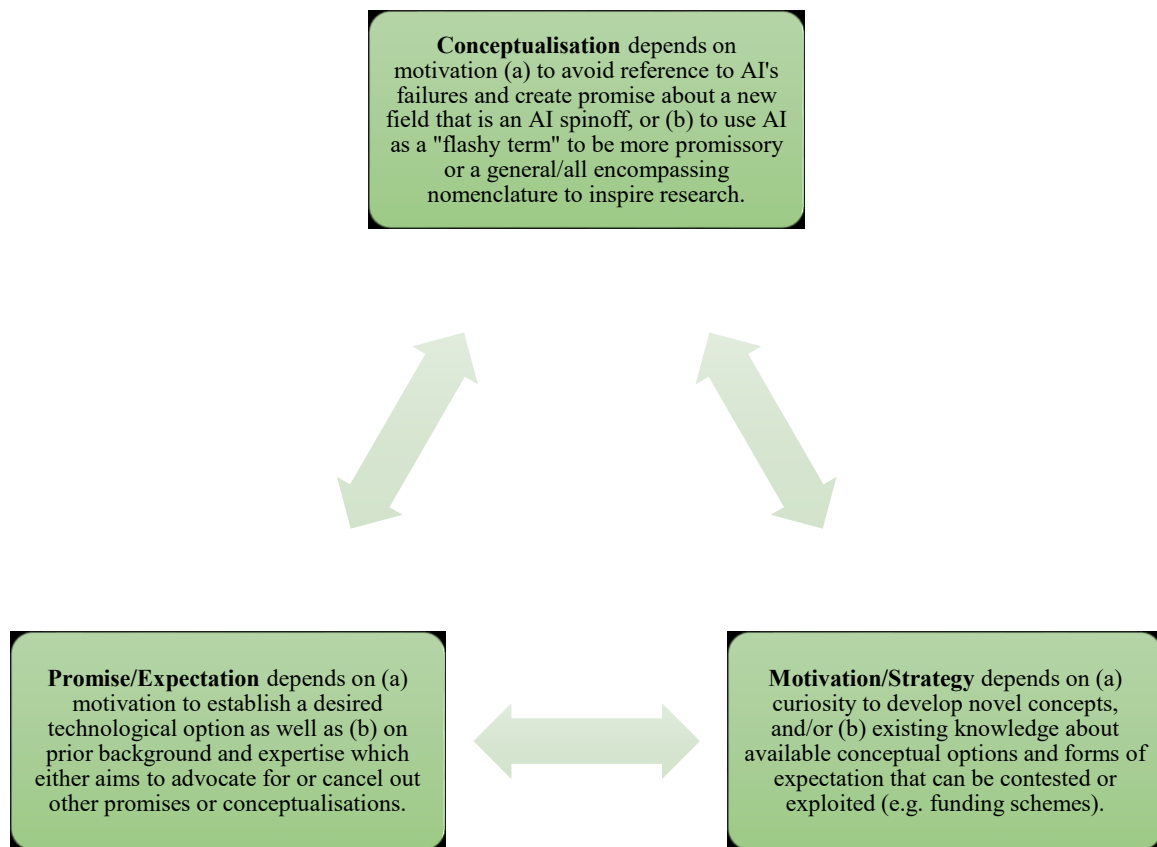 Conceptualisation depends on
motivation (a) to avoid reference to AI's
failures and create promise about a new
field that is an AI spinoff, or (b) to use AI
as a "flashy term" to be more promissory
or a general/all encompassing
nomenclature to inspire research.
Promise/Expectation depends on (a)
motivation to establish a desired
technological option as well as (b) on
prior background and expertise which
either aims to advocate for or cancel out
other promises or conceptualisations.
Motivation/Strategy depends on (a)
curiosity to develop novel concepts,
and/or (b) existing knowledge about
available conceptual options and forms of
expectation that can be contested or
exploited (e.g. funding schemes).